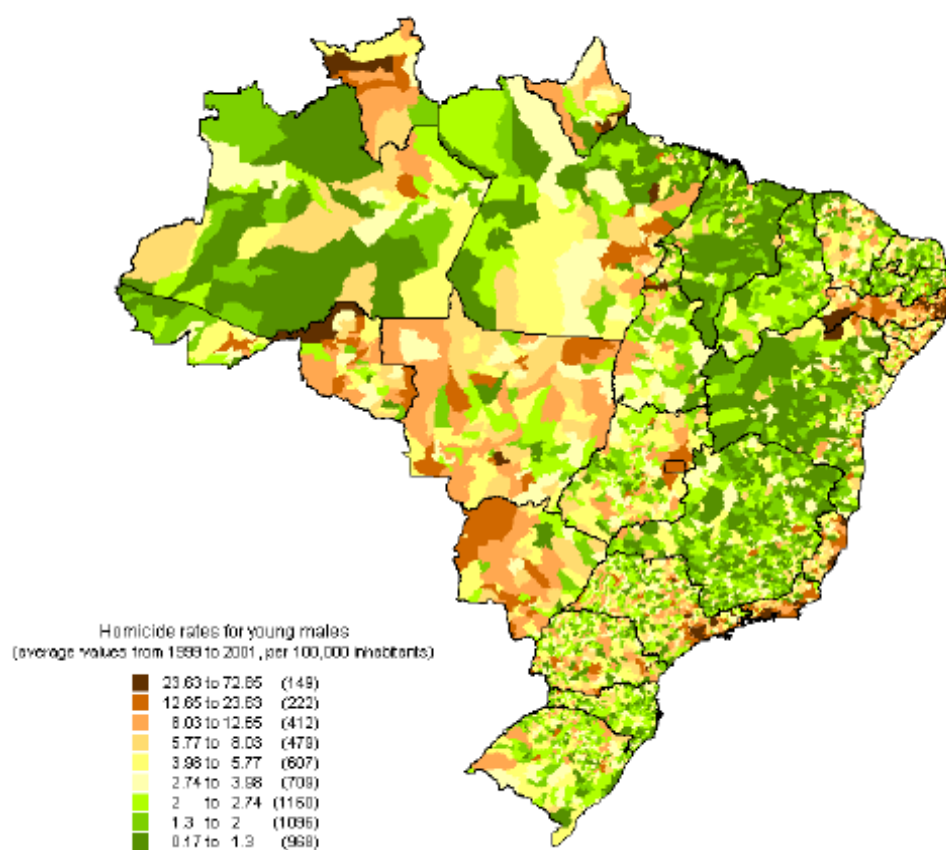 Homicide rates for young males
(average values from 1999 to 2001, per 100,000 inhabitants)
23.63 to 72.65 (149)
12.65 to 23.63 (222)
8.03 to 12.65 (412)
5.77 to 8.03 (479)
3.98 to 5.77 (607)
2.74 to 3.98 (709)
2 to 2.74 (1160)
1.3 to 2 (1095)
0.17 to 1.3 (968)